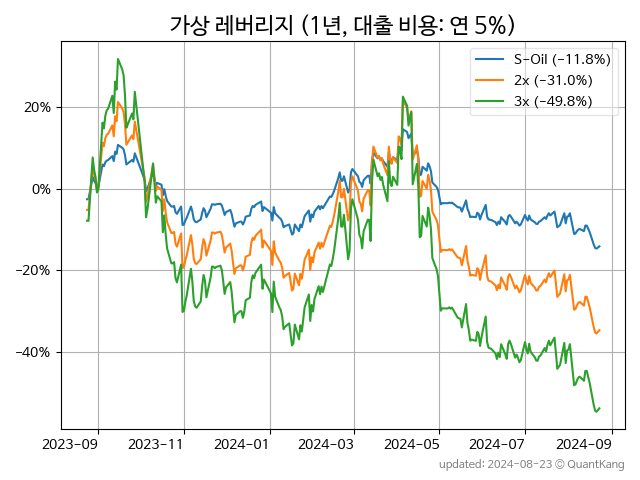 가상 레버리지 (1년, 대출 비용: 연 5%)
S-Oil (-11.8%)
2x (-31.0%)
3x (-49.8%)
20%
0%
-20%
-40%
2023-09 2023-11 2024-01 2024-03 2024-05 2024-07 2024-09
updated: 2024-08-23 © QuantKang